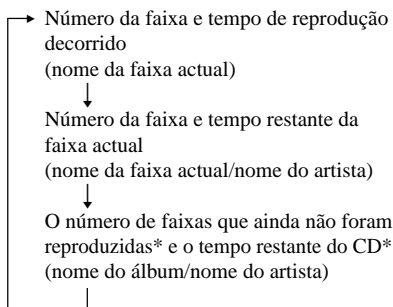 Número da faixa e tempo de reprodução
decorrido
(nome da faixa actual)
Número da faixa e tempo restante da
faixa actual
(nome da faixa actual/nome do artista)
O número de faixas que ainda não foram
reproduzidas* e o tempo restante do CD*
(nome do álbum/nome do artista)